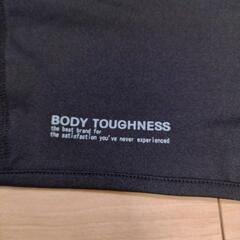 BODY TOUGHNESS
the best brand for
the satisfaction you've never experienced